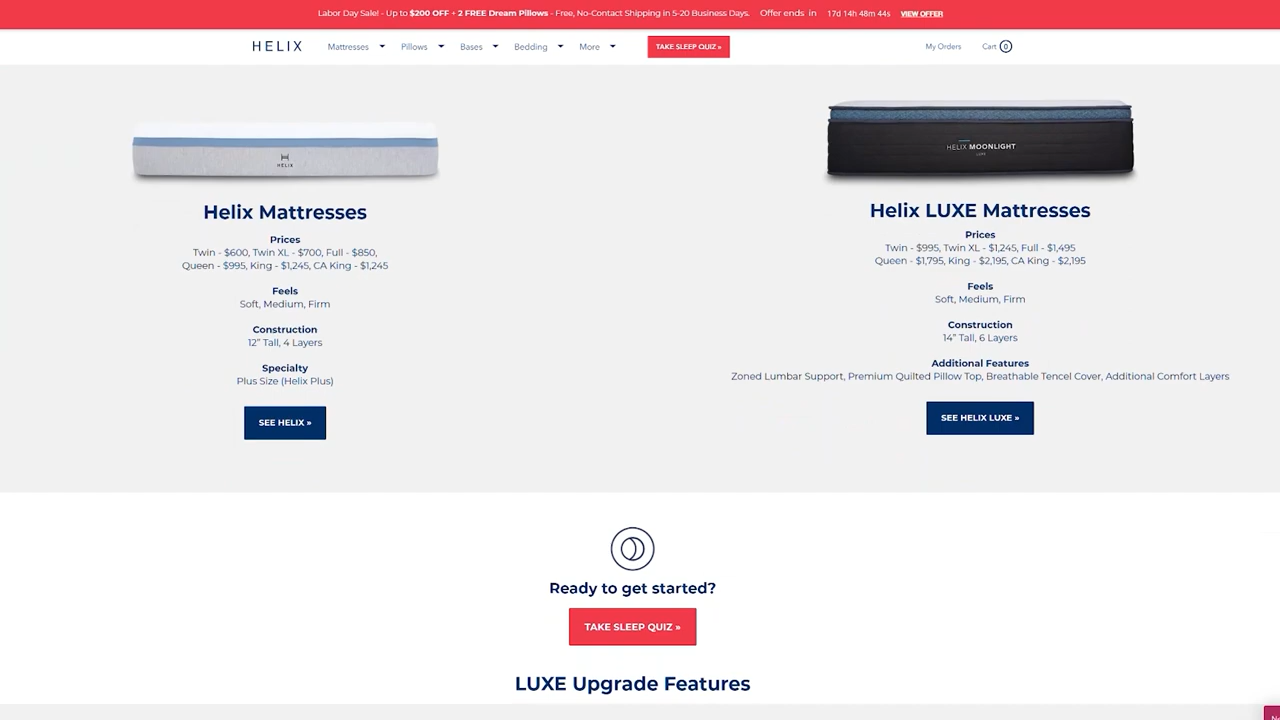 Labor Day Sale! - Up to $200 OFF + 2 FREE Dream Pillows - Free, No-Contact Shipping in 5-20 Business Days. Offer ends in 17d 14h 48m 44s VIEW OFFER
HELIX Mattresses Pillows Bases Bedding More TAKE SLEEP QUIZ » My Orders Cart 0
HELIX
Helix Mattresses
Prices
Twin - $600, Twin XL - $700, Full - $850,
Queen - $995, King - $1,245, CA King - $1,245
Feels
Soft, Medium, Firm
Construction
12” Tall, 4 Layers
Specialty
Plus Size (Helix Plus)
SEE HELIX »
HELIX MOONLIGHT
LUXE
Helix LUXE Mattresses
Prices
Twin - $995, Twin XL - $1,245, Full - $1,495
Queen - $1,795, King - $2,195, CA King - $2,195
Feels
Soft, Medium, Firm
Construction
14” Tall, 6 Layers
Additional Features
Zoned Lumbar Support, Premium Quilted Pillow Top, Breathable Tencel Cover, Additional Comfort Layers
SEE HELIX LUXE »
Ready to get started?
TAKE SLEEP QUIZ »
LUXE Upgrade Features